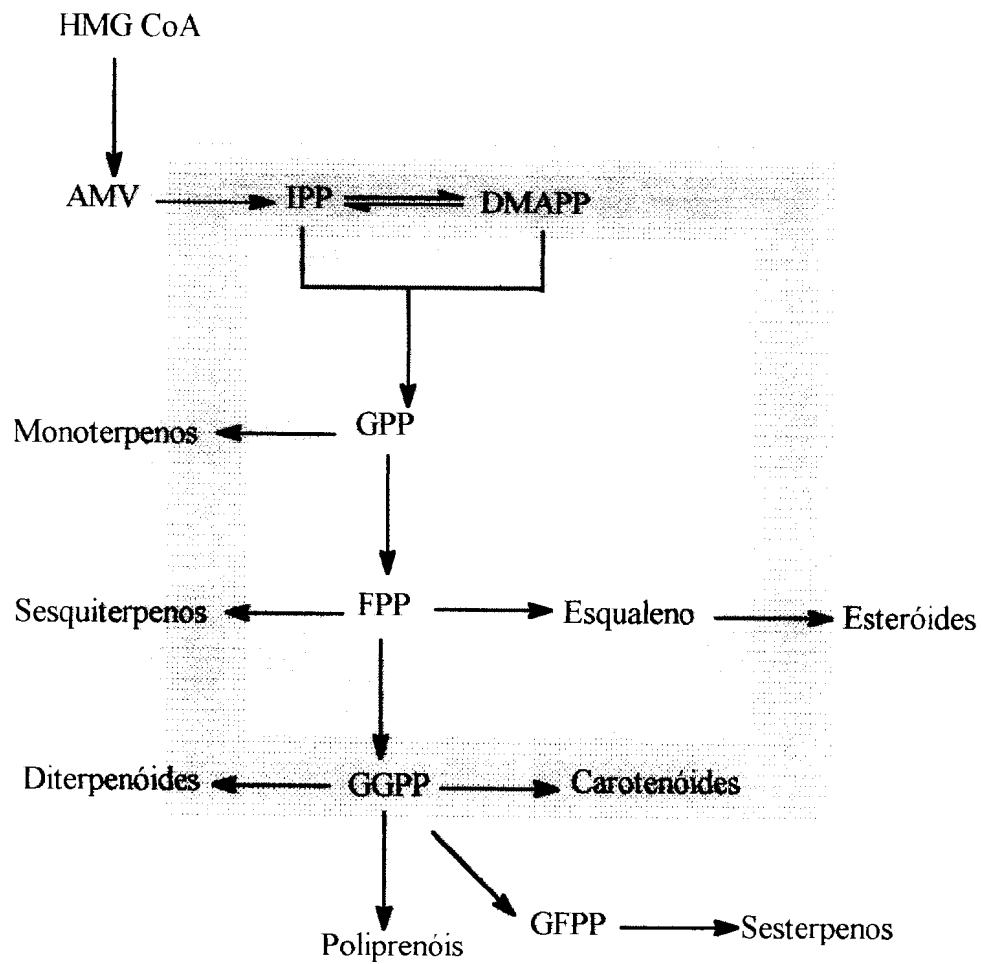 HMG CoA
AMV IPP DMAPP
Monoterpenos GPP
Sesquiterpenos FPP Esqualeno Esteróides
Diterpenóides GGPP Carotenóides
GFPP Sesterpenos
Poliprenóis